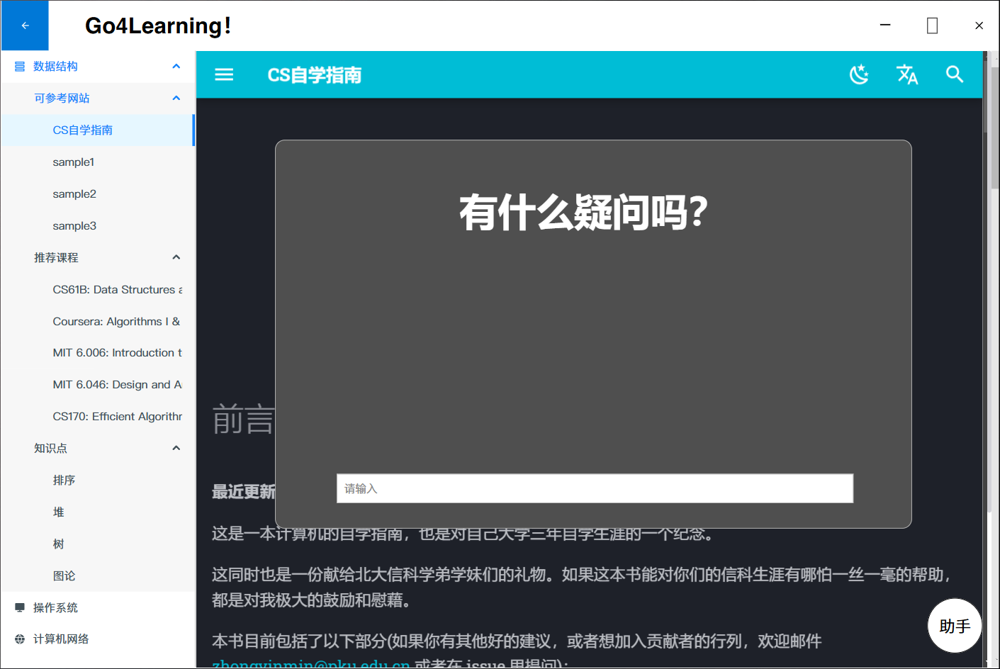 Go4Learning!
数据结构
可参考网站
CS自学指南
sample1
sample2
sample3
推荐课程
CS61B: Data Structures a
Coursera: Algorithms I &
MIT 6.006: Introduction t
MIT 6.046: Design and A
CS170: Efficient Algorithr
知识点
排序
堆
树
图论
操作系统
计算机网络
CS自学指南
有什么疑问吗？
请输入
前言
最近更新
这是一本计算机的自学指南，也是对自己大学三年自学生涯的一个纪念。
这同时也是一份献给北大信科学弟学妹们的礼物。如果这本书能对你们的信科生涯有哪怕一丝一毫的帮助，
都是对我极大的鼓励和慰藉。
本书目前包括了以下部分(如果你有其他好的建议，或者想加入贡献者的行列，欢迎邮件
zhongyinmin@pku.edu.cn 或者在 issue 里提问)：
助手